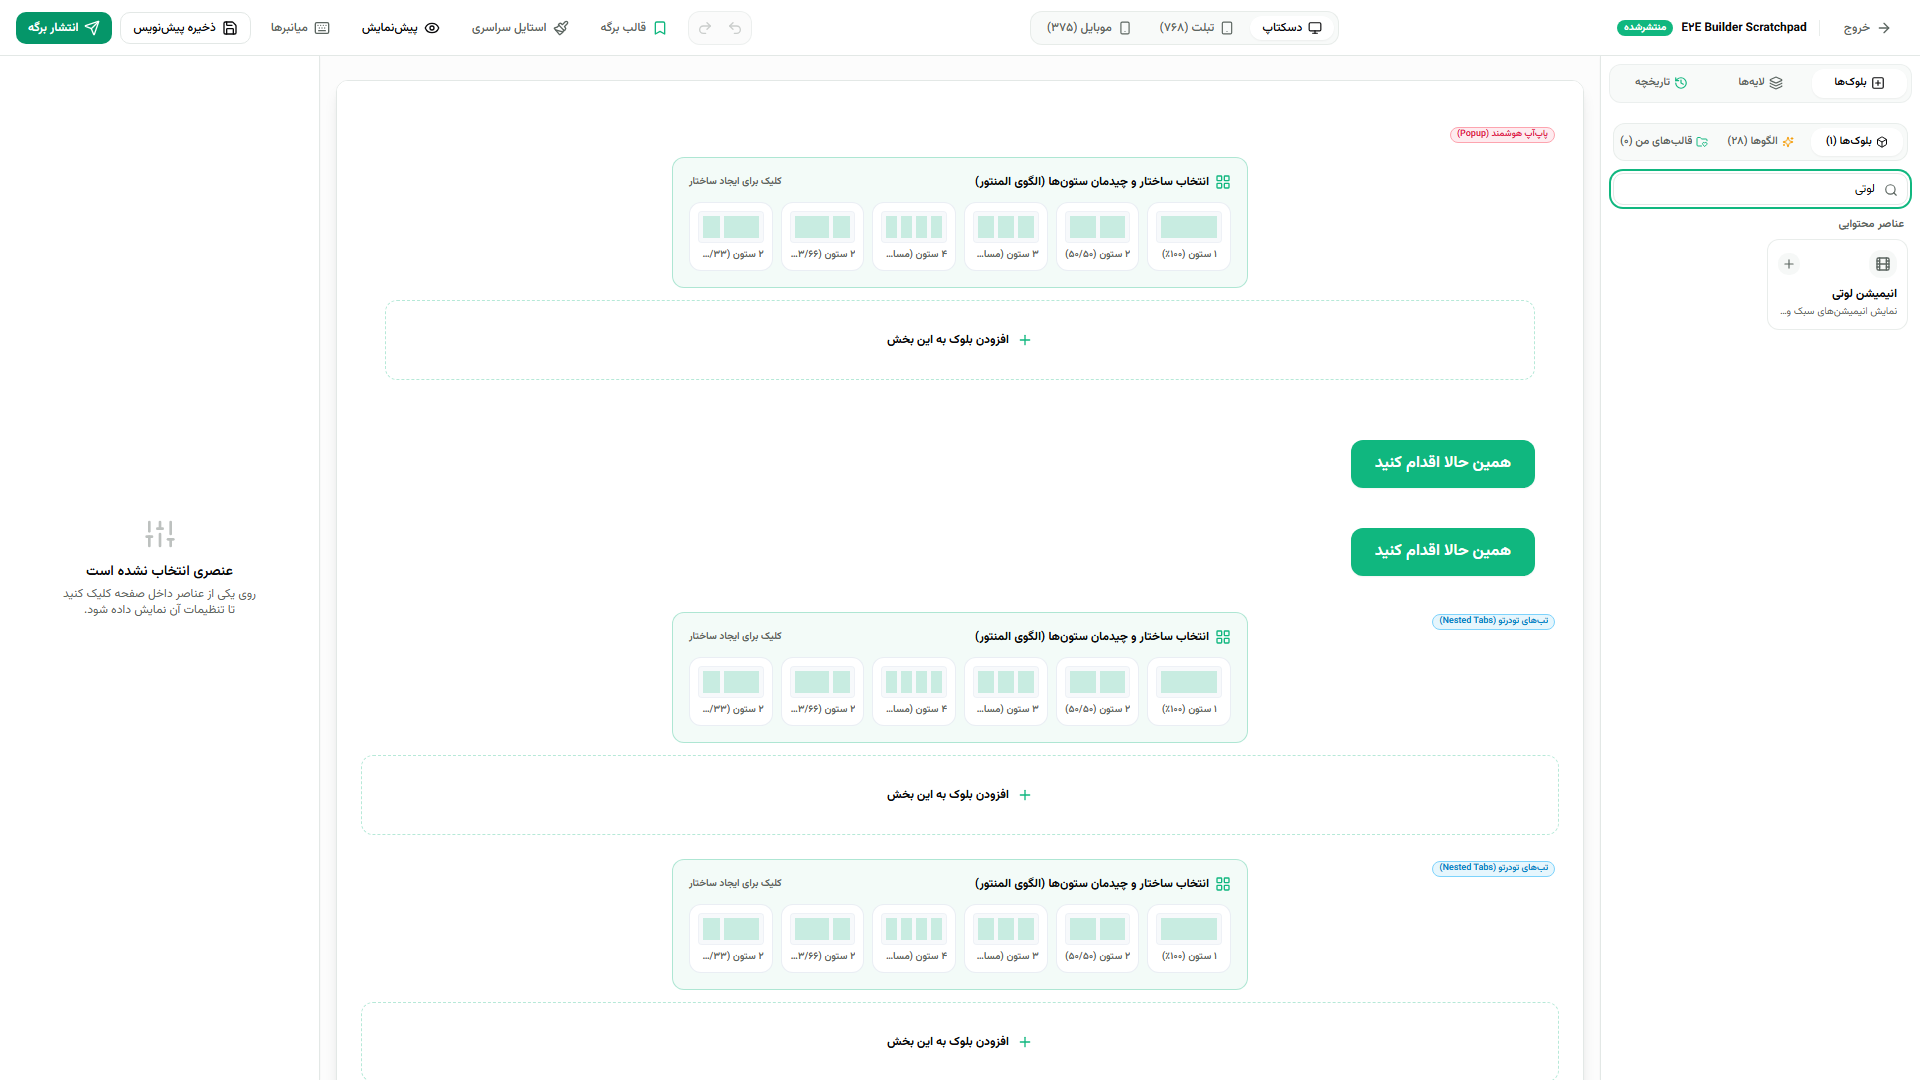 خروج
E2E Builder Scratchpad
منتشرشده
دسکتاپ
تبلت (۷۶۸)
موبایل (۳۷۵)
قالب برگه
استایل سراسری
پیش‌نمایش
میانبرها
ذخیره پیش‌نویس
انتشار برگه
بلوک‌ها
لایه‌ها
تاریخچه
بلوک‌ها (۱)
الگوها (۲۸)
قالب‌های من (۰)
لوتی
عناصر محتوایی
انیمیشن لوتی
نمایش انیمیشن‌های سبک و...
پاپ‌آپ هوشمند (Popup)
انتخاب ساختار و چیدمان ستون‌ها (الگوی المنتور)
کلیک برای ایجاد ساختار
۱ ستون (۱۰۰٪)
۲ ستون (۵۰/۵۰)
۳ ستون (مسا...
۴ ستون (مسا...
۲ ستون (۳/۶۶...
۲ ستون (۳۳/...
افزودن بلوک به این بخش
همین حالا اقدام کنید
همین حالا اقدام کنید
تب‌های تودرتو (Nested Tabs)
انتخاب ساختار و چیدمان ستون‌ها (الگوی المنتور)
کلیک برای ایجاد ساختار
۱ ستون (۱۰۰٪)
۲ ستون (۵۰/۵۰)
۳ ستون (مسا...
۴ ستون (مسا...
۲ ستون (۳/۶۶...
۲ ستون (۳۳/...
افزودن بلوک به این بخش
تب‌های تودرتو (Nested Tabs)
انتخاب ساختار و چیدمان ستون‌ها (الگوی المنتور)
کلیک برای ایجاد ساختار
۱ ستون (۱۰۰٪)
۲ ستون (۵۰/۵۰)
۳ ستون (مسا...
۴ ستون (مسا...
۲ ستون (۳/۶۶...
۲ ستون (۳۳/...
افزودن بلوک به این بخش
عنصری انتخاب نشده است
روی یکی از عناصر داخل صفحه کلیک کنید
تا تنظیمات آن نمایش داده شود.